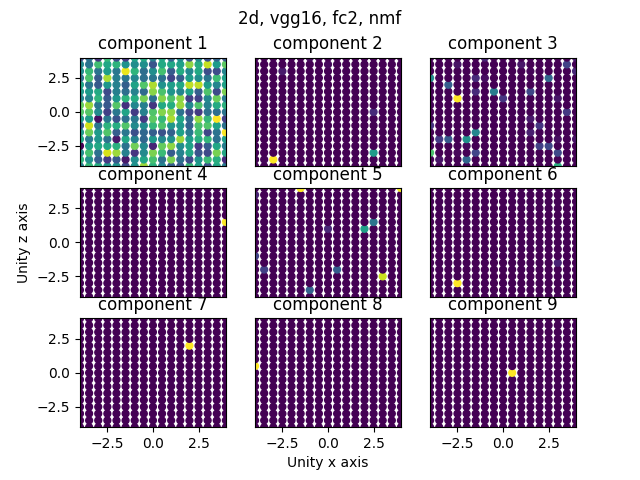 2d, vgg16, fc2, nmf
component 1 component 2 component 3
2.5
0.0
−2.5
component 4 component 5 component 6
2.5
0.0
−2.5
Unity z axis
component 7 component 8 component 9
2.5
0.0
−2.5
−2.5 0.0 2.5 −2.5 0.0 2.5 −2.5 0.0 2.5
Unity x axis